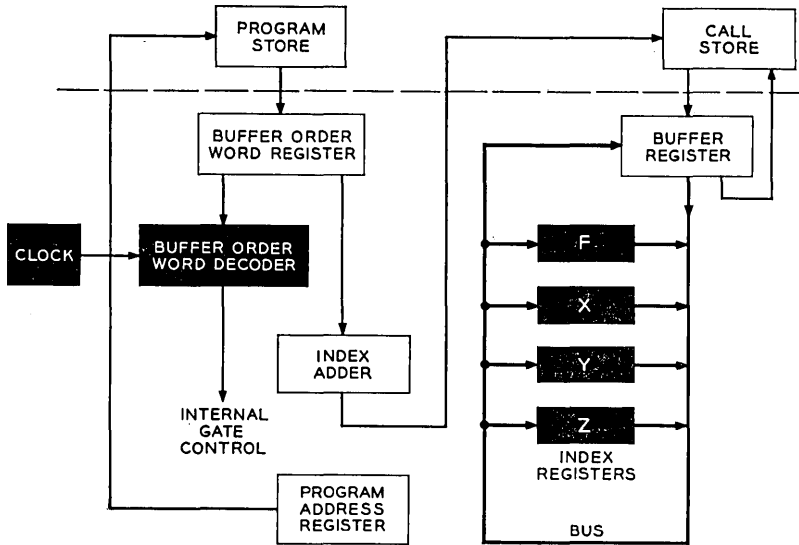 PROGRAM
STORE
CALL
STORE
BUFFER ORDER
WORD REGISTER
BUFFER
REGISTER
CLOCK
BUFFER ORDER
WORD DECODER
F
X
Y
Z
INDEX
REGISTERS
INDEX
ADDER
INTERNAL
GATE
CONTROL
PROGRAM
ADDRESS
REGISTER
BUS